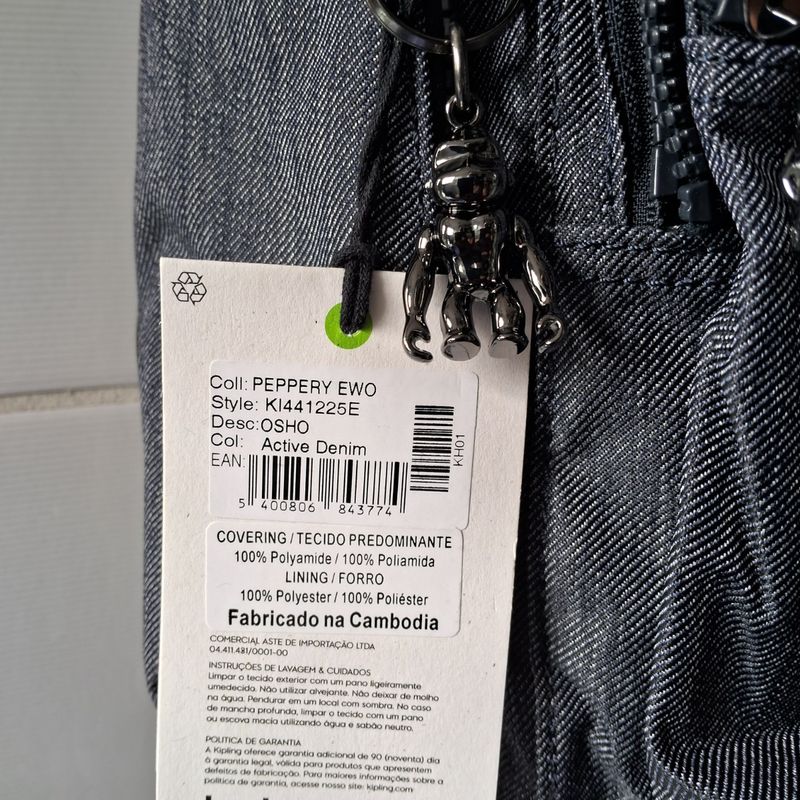 Coll: PEPPERY EWO
Style: KI441225E
Desc:OSHO
Col: Active Denim
EAN:
5 400806 843774
KH01
COVERING / TECIDO PREDOMINANTE
100% Polyamide / 100% Poliamida
LINING / FORRO
100% Polyester / 100% Poliéster
Fabricado na Cambodia
COMERCIAL ASTE DE IMPORTAÇÃO LTDA
04.411.431/0001-00
INSTRUÇÕES DE LAVAGEM & CUIDADOS
Limpar o tecido exterior com um pano ligeiramente
umedecido. Não utilizar alvejante. Não deixar de molho
na água. Pendurar em um local com sombra. No caso
de mancha profunda, limpar o tecido com um pano
ou escova macia utilizando água e sabão neutro.
POLITICA DE GARANTIA
A Kipling oferece garantia adicional de 90 (noventa) dia
à garantia legal, válida para produtos que apresentem
defeitos de fabricação. Para maiores informações sobre a
política de garantia, acesse nosso site: kipling.com